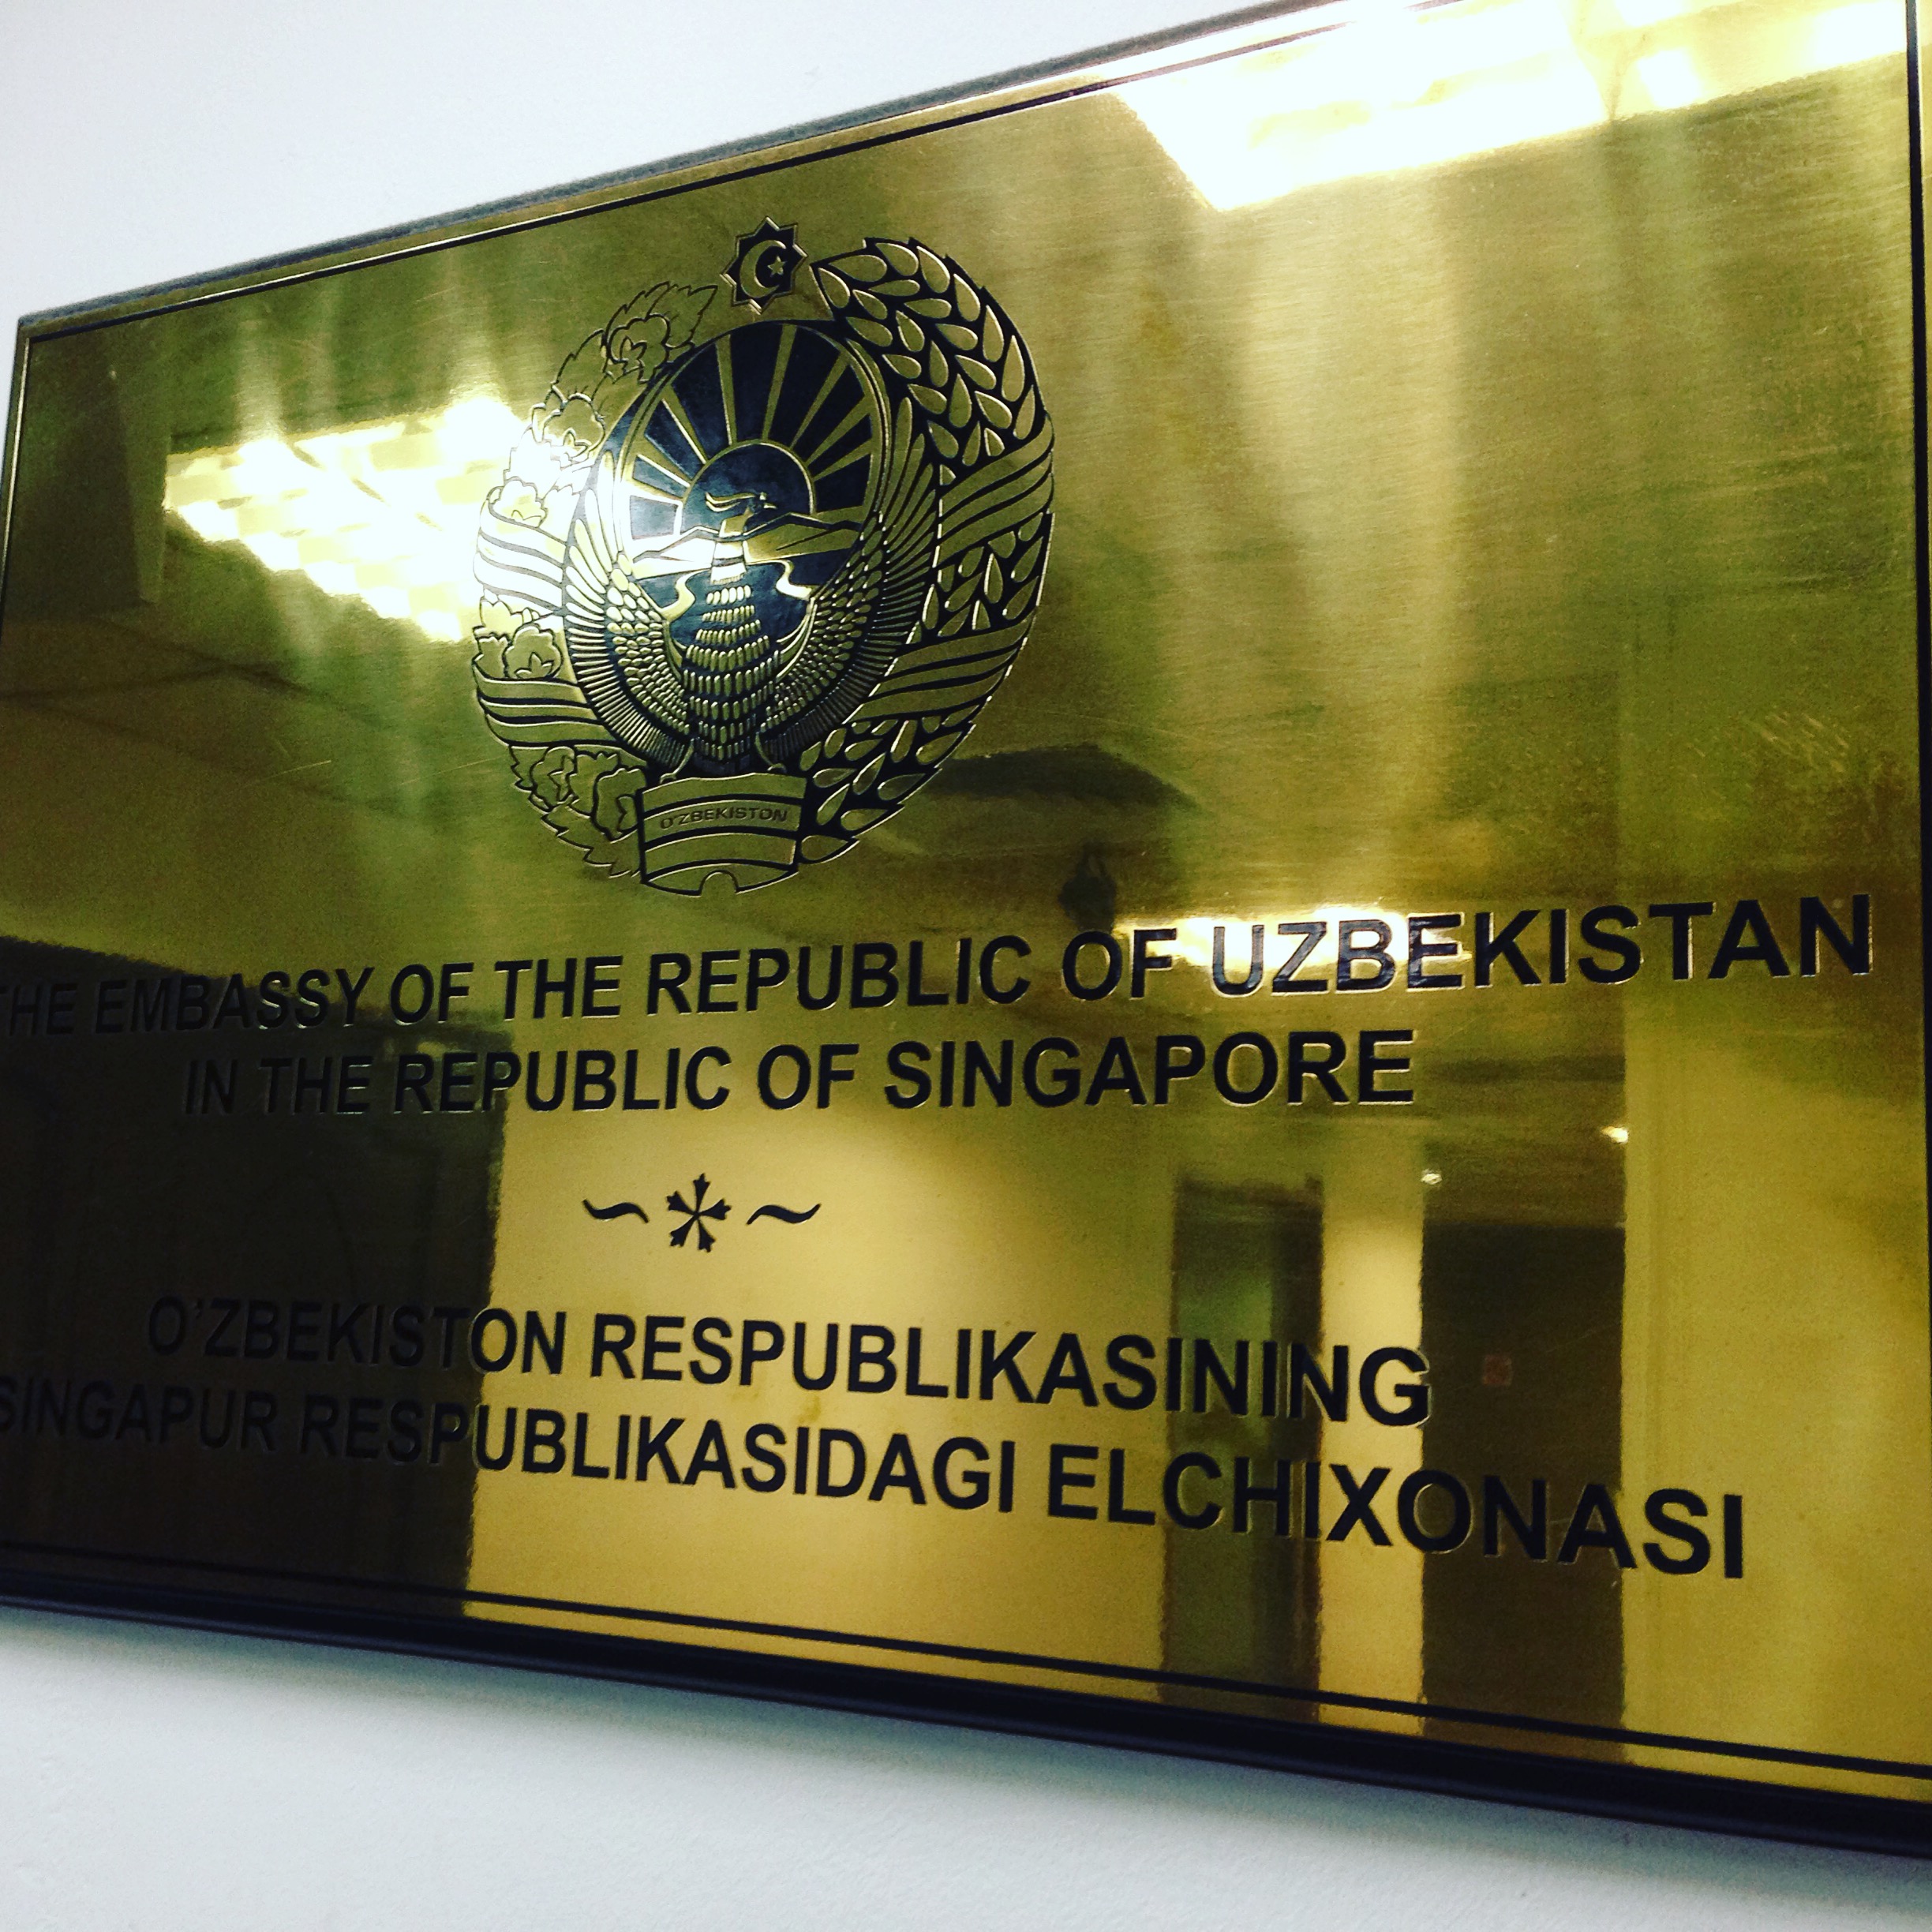 O'ZBEKISTON
THE EMBASSY OF THE REPUBLIC OF UZBEKISTAN
IN THE REPUBLIC OF SINGAPORE
O'ZBEKISTON RESPUBLIKASINING
SINGAPUR RESPUBLIKASIDAGI ELCHIXONASI